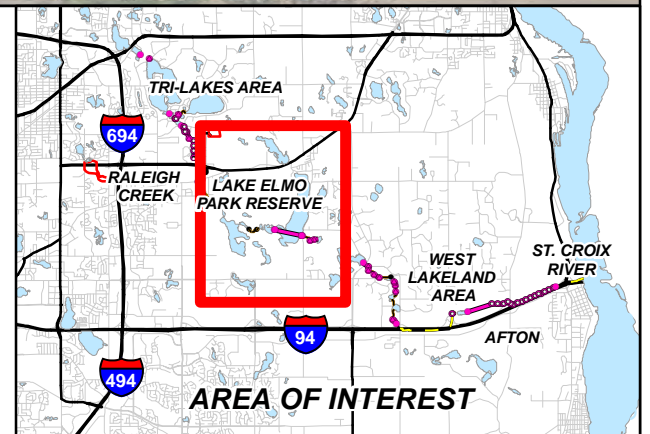 TRI-LAKES AREA
694
RALEIGH
CREEK
LAKE ELMO
PARK RESERVE
WEST
LAKELAND
AREA
ST. CROIX
RIVER
94
AFTON
494
AREA OF INTEREST